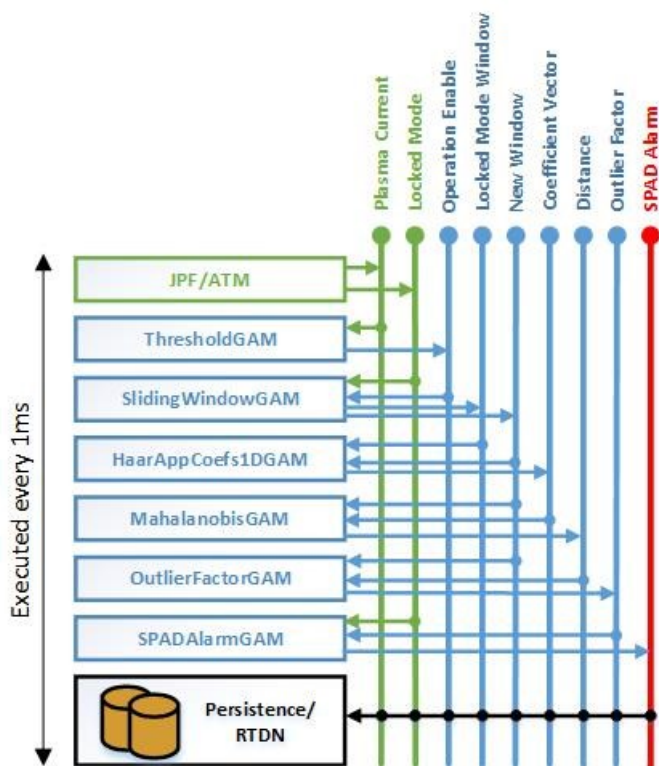 Plasma Current
Locked Mode
Operation Enable
Locked Mode Window
New Window
Coefficient Vector
Distance
Outlier Factor
SPAD Alarm
Executed every 1ms
JPF/ATM
ThresholdGAM
SlidingWindowGAM
HaarAppCoefs1DGAM
MahalanobisGAM
OutlierFactorGAM
SPADAlarmGAM
Persistence/
RTDN